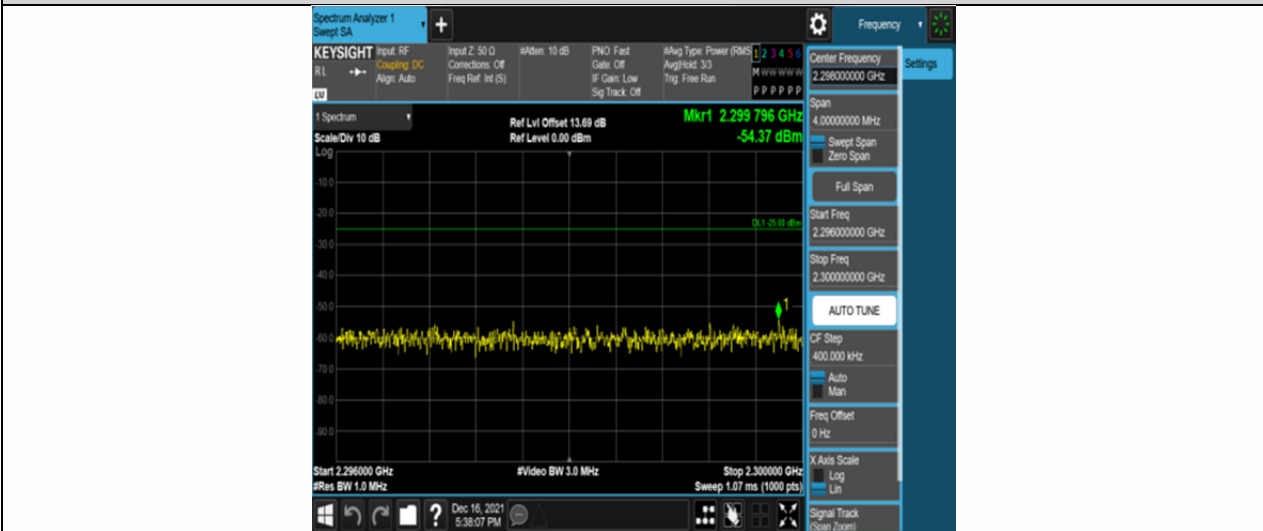 Spectrum Analyzer 1
Swept SA
+
Frequency
KEYSIGHT
RL
LXI
Input: RF
Coupling: DC
Align: Auto
Input Z: 50 Ω
Corrections: Off
Freq Ref: Int (S)
#Atten: 10 dB
PNO: Fast
Gate: Off
IF Gain: Low
Sig Track: Off
#Avg Type: Power (RMS
Avg|Hold: 3/3
Trig: Free Run
1 2 3 4 5 6
M W W W W W
P P P P P P
Center Frequency
2.298000000 GHz
Settings
Span
4.00000000 MHz
Swept Span
Zero Span
Full Span
Start Freq
2.296000000 GHz
Stop Freq
2.300000000 GHz
AUTO TUNE
CF Step
400.000 kHz
Auto
Man
Freq Offset
0 Hz
X Axis Scale
Log
Lin
Signal Track
(Span Zoom)
1 Spectrum
Scale/Div 10 dB
Ref Lvl Offset 13.69 dB
Ref Level 0.00 dBm
Mkr1 2.299 796 GHz
-54.37 dBm
Log
-10.0
-20.0
DL1 -25.00 dBm
-30.0
-40.0
-50.0
1
-60.0
-70.0
-80.0
-90.0
Start 2.296000 GHz
#Video BW 3.0 MHz
Stop 2.300000 GHz
#Res BW 1.0 MHz
Sweep 1.07 ms (1000 pts)
?
Dec 16, 2021
5:38:07 PM